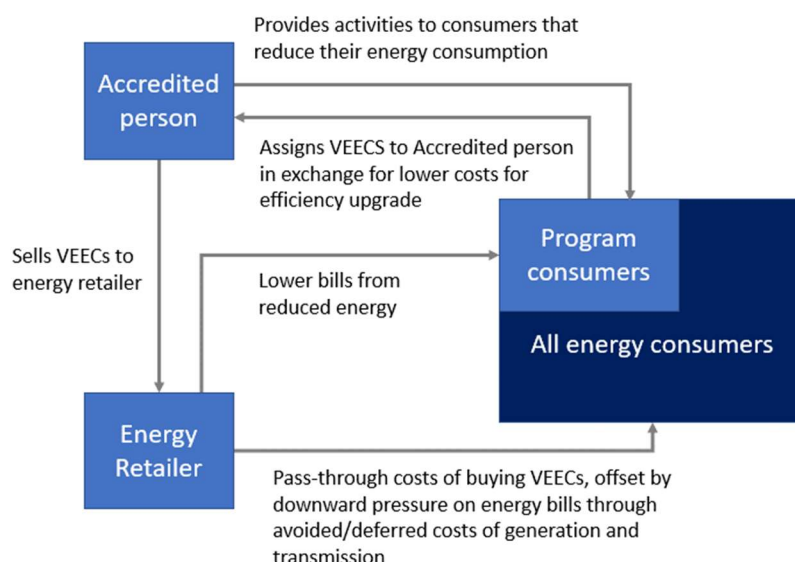 Provides activities to consumers that
reduce their energy consumption
Accredited
person
Assigns VEECS to Accredited person
in exchange for lower costs for
efficiency upgrade
Program
consumers
Sells VEECs to
energy retailer
Lower bills from
reduced energy
All energy consumers
Energy
Retailer
Pass-through costs of buying VEECs, offset by
downward pressure on energy bills through
avoided/deferred costs of generation and
transmission